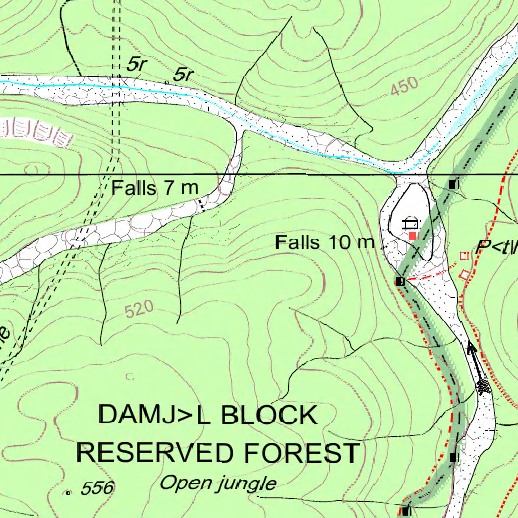 5r
5r
450
Falls 7 m
Falls 10 m
520
DAMJ>L BLOCK
RESERVED FOREST
Open jungle
556